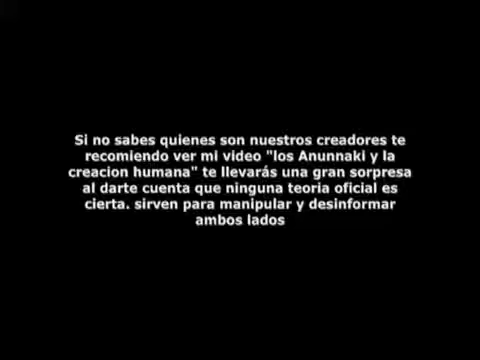 Si no sabes quienes son nuestros creadores te
recomiendo ver mi video "los Anunnaki y la
creacion humana" te llevarás una gran sorpresa
al darte cuenta que ninguna teoria oficial es
cierta. sirven para manipular y desinformar
ambos lados